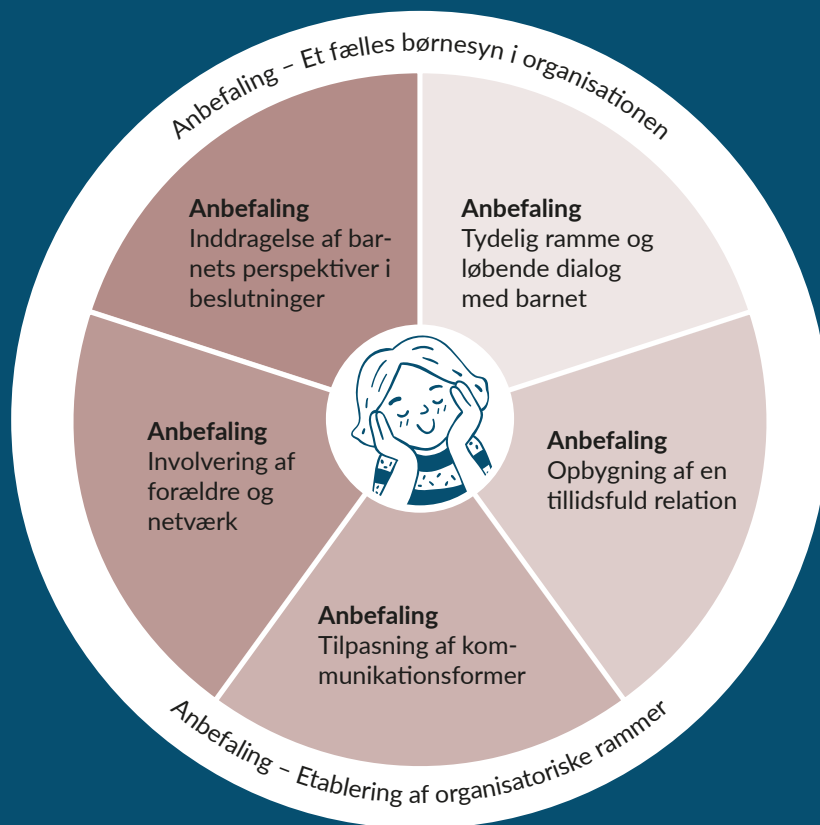 Anbefaling – Et fælles børnesyn i organisationen
Anbefaling
Inddragelse af bar-
nets perspektiver i
beslutninger
Anbefaling
Tydelig ramme og
løbende dialog
med barnet
Anbefaling
Involvering af
forældre og
netværk
Anbefaling
Opbygning af en
tillidsfuld relation
Anbefaling
Tilpasning af kom-
munikationsformer
Anbefaling – Etablering af organisatoriske rammer